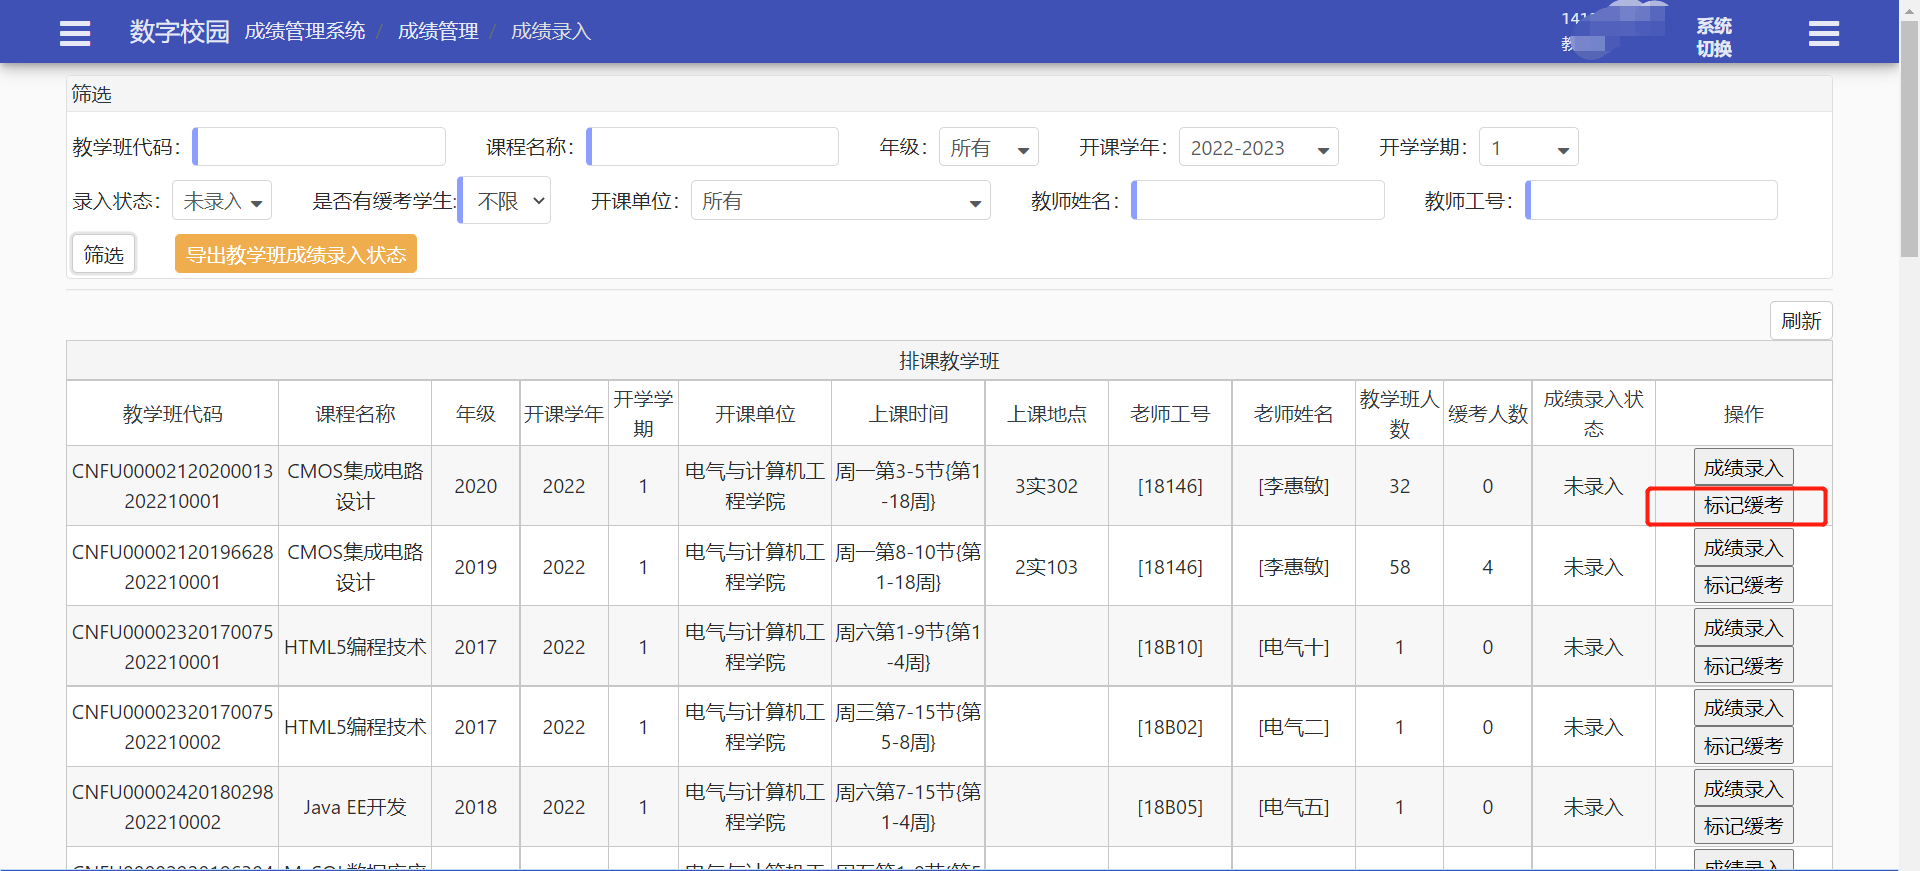 数字校园 成绩管理系统 / 成绩管理 / 成绩录入
系统
切换
筛选
教学班代码：
课程名称：
年级： 所有
开课学年： 2022-2023
开学学期： 1
录入状态： 未录入
是否有缓考学生: 不限
开课单位： 所有
教师姓名：
教师工号：
筛选
导出教学班成绩录入状态
刷新
排课教学班
教学班代码
课程名称
年级
开课学年
开学学
期
开课单位
上课时间
上课地点
老师工号
老师姓名
教学班人
数
缓考人数
成绩录入状
态
操作
CNFU00002120200013
202210001
CMOS集成电路
设计
2020
2022
1
电气与计算机工
程学院
周一第3-5节{第1
-18周}
3实302
[18146]
[李惠敏]
32
0
未录入
成绩录入
标记缓考
CNFU00002120196628
202210001
CMOS集成电路
设计
2019
2022
1
电气与计算机工
程学院
周一第8-10节{第
1-18周}
2实103
[18146]
[李惠敏]
58
4
未录入
成绩录入
标记缓考
CNFU00002320170075
202210001
HTML5编程技术
2017
2022
1
电气与计算机工
程学院
周六第1-9节{第1
-4周}
[18B10]
[电气十]
1
0
未录入
成绩录入
标记缓考
CNFU00002320170075
202210002
HTML5编程技术
2017
2022
1
电气与计算机工
程学院
周三第7-15节{第
5-8周}
[18B02]
[电气二]
1
0
未录入
成绩录入
标记缓考
CNFU00002420180298
202210002
Java EE开发
2018
2022
1
电气与计算机工
程学院
周六第7-15节{第
1-4周}
[18B05]
[电气五]
1
0
未录入
成绩录入
标记缓考
成绩录入